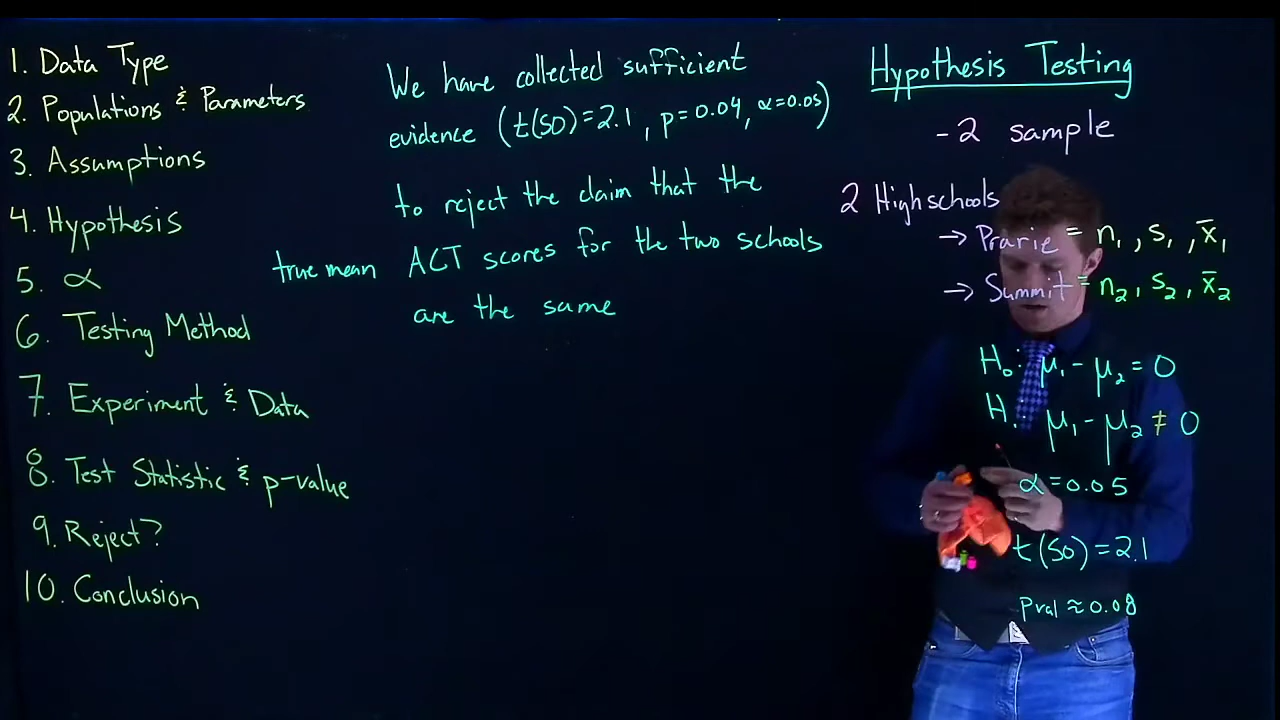 1. Data Type
2. Populations & Parameters
3. Assumptions
4. Hypothesis
5. α
6. Testing Method
7. Experiment & Data
8. Test Statistic & p-value
9. Reject?
10. Conclusion
We have collected sufficient
evidence (t(50)=2.1, p=0.04, α=0.05)
to reject the claim that the
true mean ACT scores for the two schools
are the same
Hypothesis Testing
- 2 sample
2 Highschools
→ Prarie = n₁, s₁, x̄₁
→ Summit = n₂, s₂, x̄₂
H₀: μ₁ - μ₂ = 0
H₁: μ₁ - μ₂ ≠ 0
α = 0.05
t(50) = 2.1
Pval ≈ 0.08